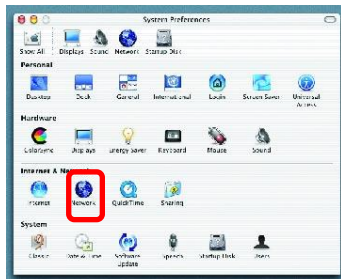 System Preferences
Show All Displays Sound Network Startup Disk
Personal
Desktop Dock General International Login Screen Saver Universal
Access
Hardware
ColorSync Displays Energy Saver Keyboard Mouse Sound
Internet & Network
Internet Network QuickTime Sharing
System
Classic Date & Time Software Speech Startup Disk Users
Update